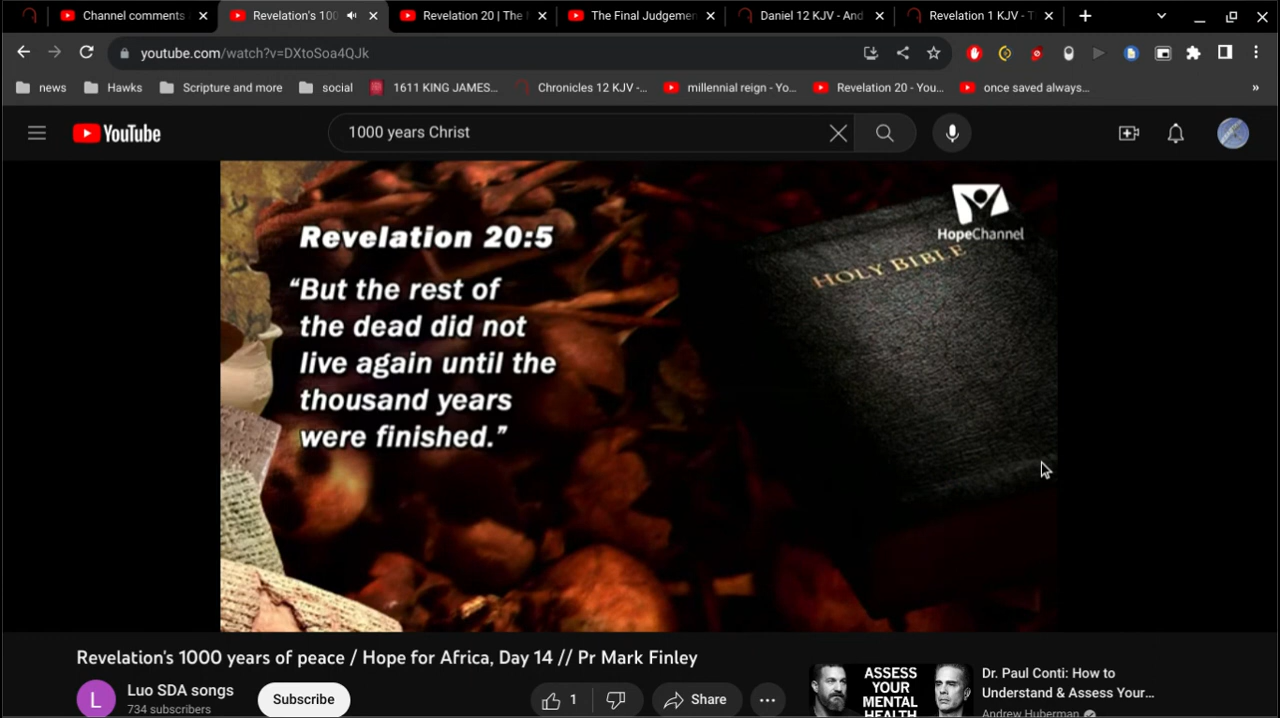 Channel comments
Revelation's 100
Revelation 20 | The
The Final Judgemen
Daniel 12 KJV - And
Revelation 1 KJV - T
youtube.com/watch?v=DXtoSoa4QJk
news
Hawks
Scripture and more
social
1611 KING JAMES...
Chronicles 12 KJV -...
millennial reign - Yo...
Revelation 20 - You...
once saved always...
»
YouTube
1000 years Christ
HopeChannel
HOLY BIBLE
Revelation 20:5
“But the rest of
the dead did not
live again until the
thousand years
were finished.”
Revelation's 1000 years of peace / Hope for Africa, Day 14 // Pr Mark Finley
L
Luo SDA songs
734 subscribers
Subscribe
1
Share
ASSESS
YOUR
MENTAL
HEALTH
Dr. Paul Conti: How to
Understand & Assess Your...
Andrew Huberman